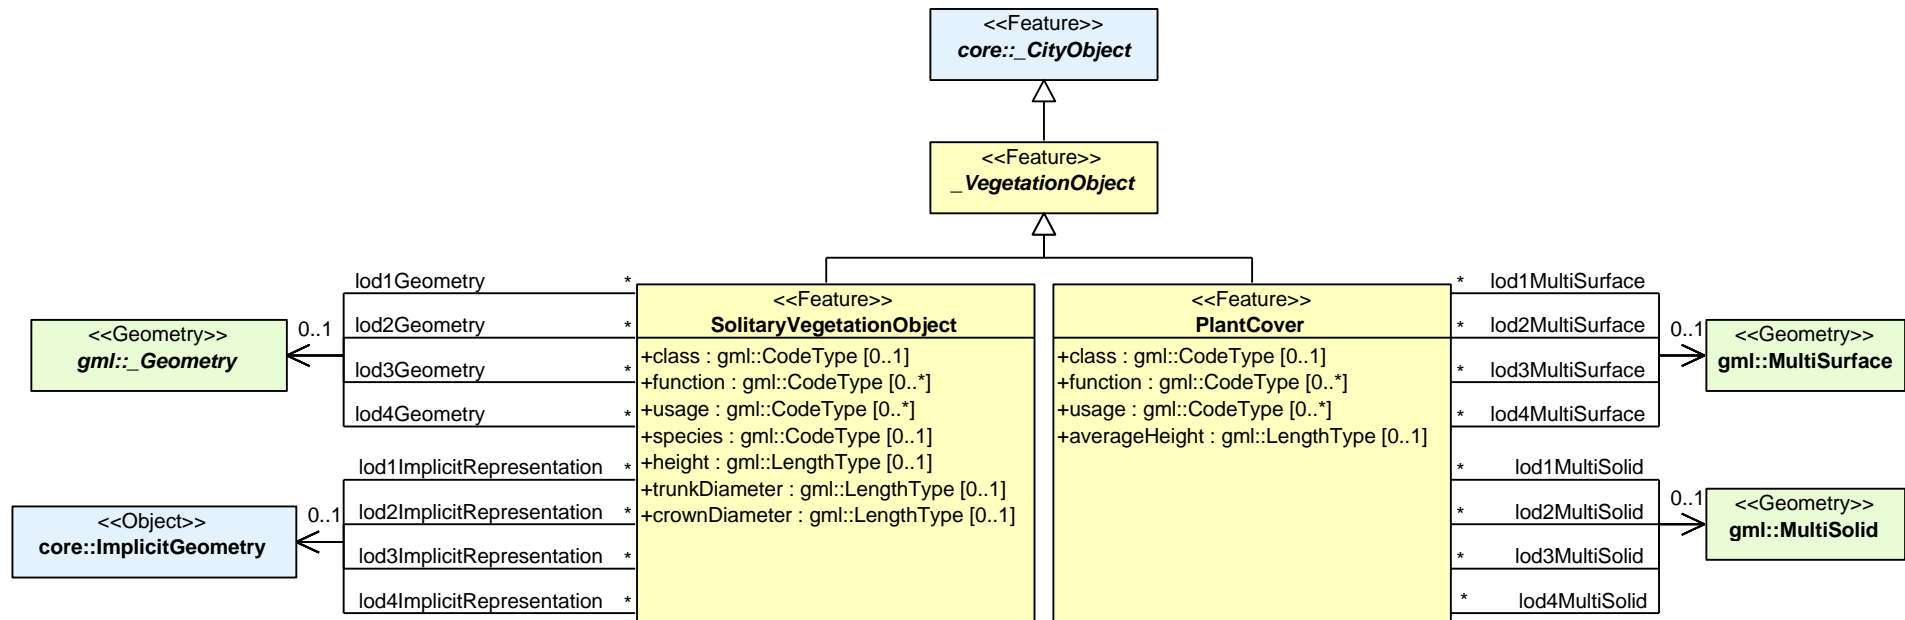 <<Feature>>
core::_CityObject
<<Feature>>
_VegetationObject
lod1Geometry *
lod2Geometry *
lod3Geometry *
lod4Geometry *
0..1
<<Geometry>>
gml::_Geometry
lod1ImplicitRepresentation *
lod2ImplicitRepresentation *
lod3ImplicitRepresentation *
lod4ImplicitRepresentation *
0..1
<<Object>>
core::ImplicitGeometry
<<Feature>>
SolitaryVegetationObject
+class : gml::CodeType [0..1]
+function : gml::CodeType [0..*]
+usage : gml::CodeType [0..*]
+species : gml::CodeType [0..1]
+height : gml::LengthType [0..1]
+trunkDiameter : gml::LengthType [0..1]
+crownDiameter : gml::LengthType [0..1]
<<Feature>>
PlantCover
+class : gml::CodeType [0..1]
+function : gml::CodeType [0..*]
+usage : gml::CodeType [0..*]
+averageHeight : gml::LengthType [0..1]
* lod1MultiSurface
* lod2MultiSurface
* lod3MultiSurface
* lod4MultiSurface
0..1
<<Geometry>>
gml::MultiSurface
* lod1MultiSolid
* lod2MultiSolid
* lod3MultiSolid
* lod4MultiSolid
0..1
<<Geometry>>
gml::MultiSolid